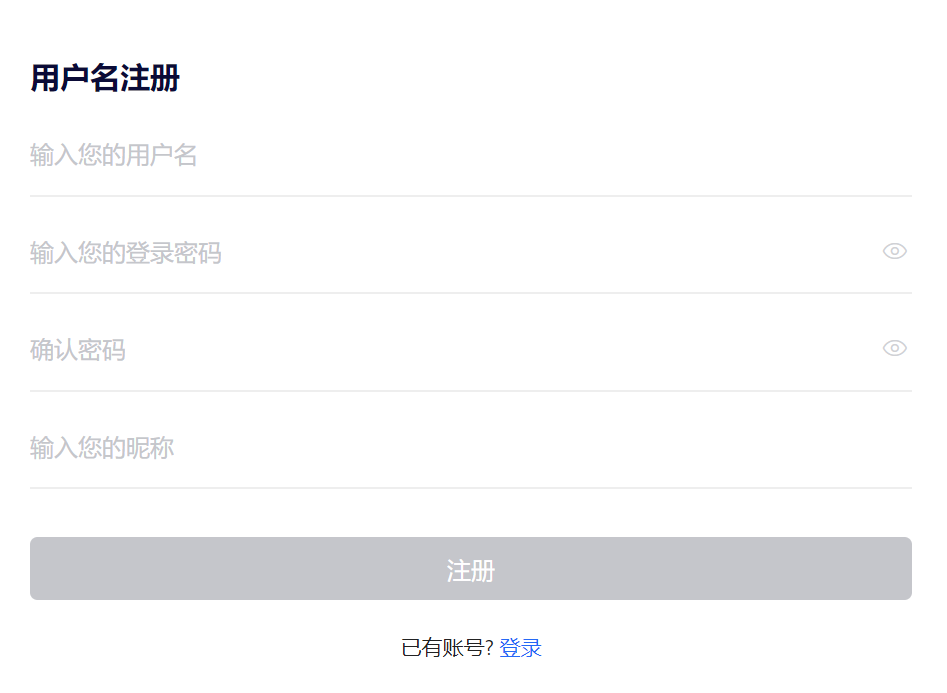 用户名注册
输入您的用户名
输入您的登录密码
确认密码
输入您的昵称
注册
已有账号? 登录